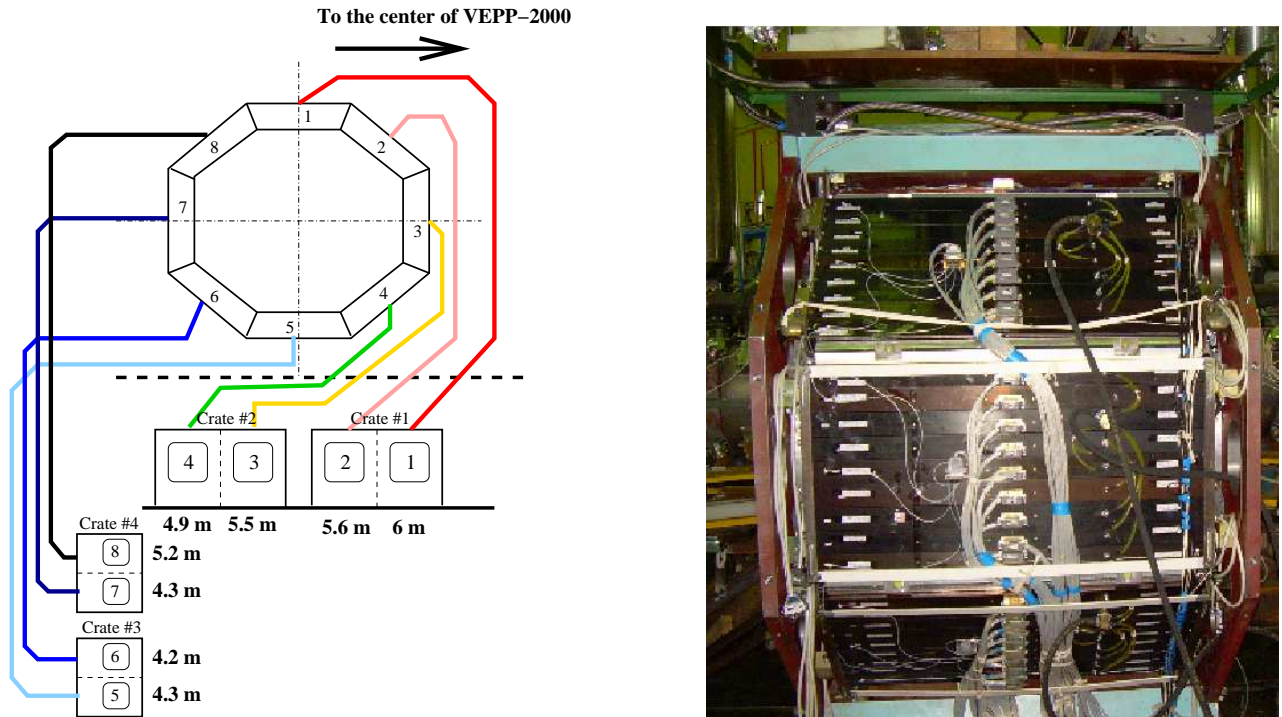 To the center of VEPP−2000
1
2
8
7
3
6
4
5
Crate #2
Crate #1
4
3
2
1
4.9 m
5.5 m
5.6 m
6 m
Crate #4
8
5.2 m
7
4.3 m
Crate #3
6
4.2 m
5
4.3 m